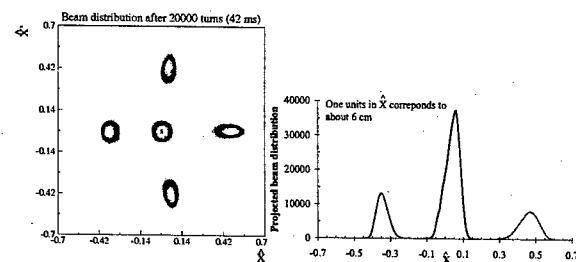 Beam distribution after 20000 turns (42 ms)
X̂'
0.7
0.42
0.14
-0.14
-0.42
-0.7
-0.7 -0.42 -0.14 0.14 0.42 0.7
X̂
One units in X̂ correponds to
about 6 cm
Projected beam distribution
40000
30000
20000
10000
0
-0.7 -0.5 -0.3 -0.1 0.1 0.3 0.5 0.7
X̂